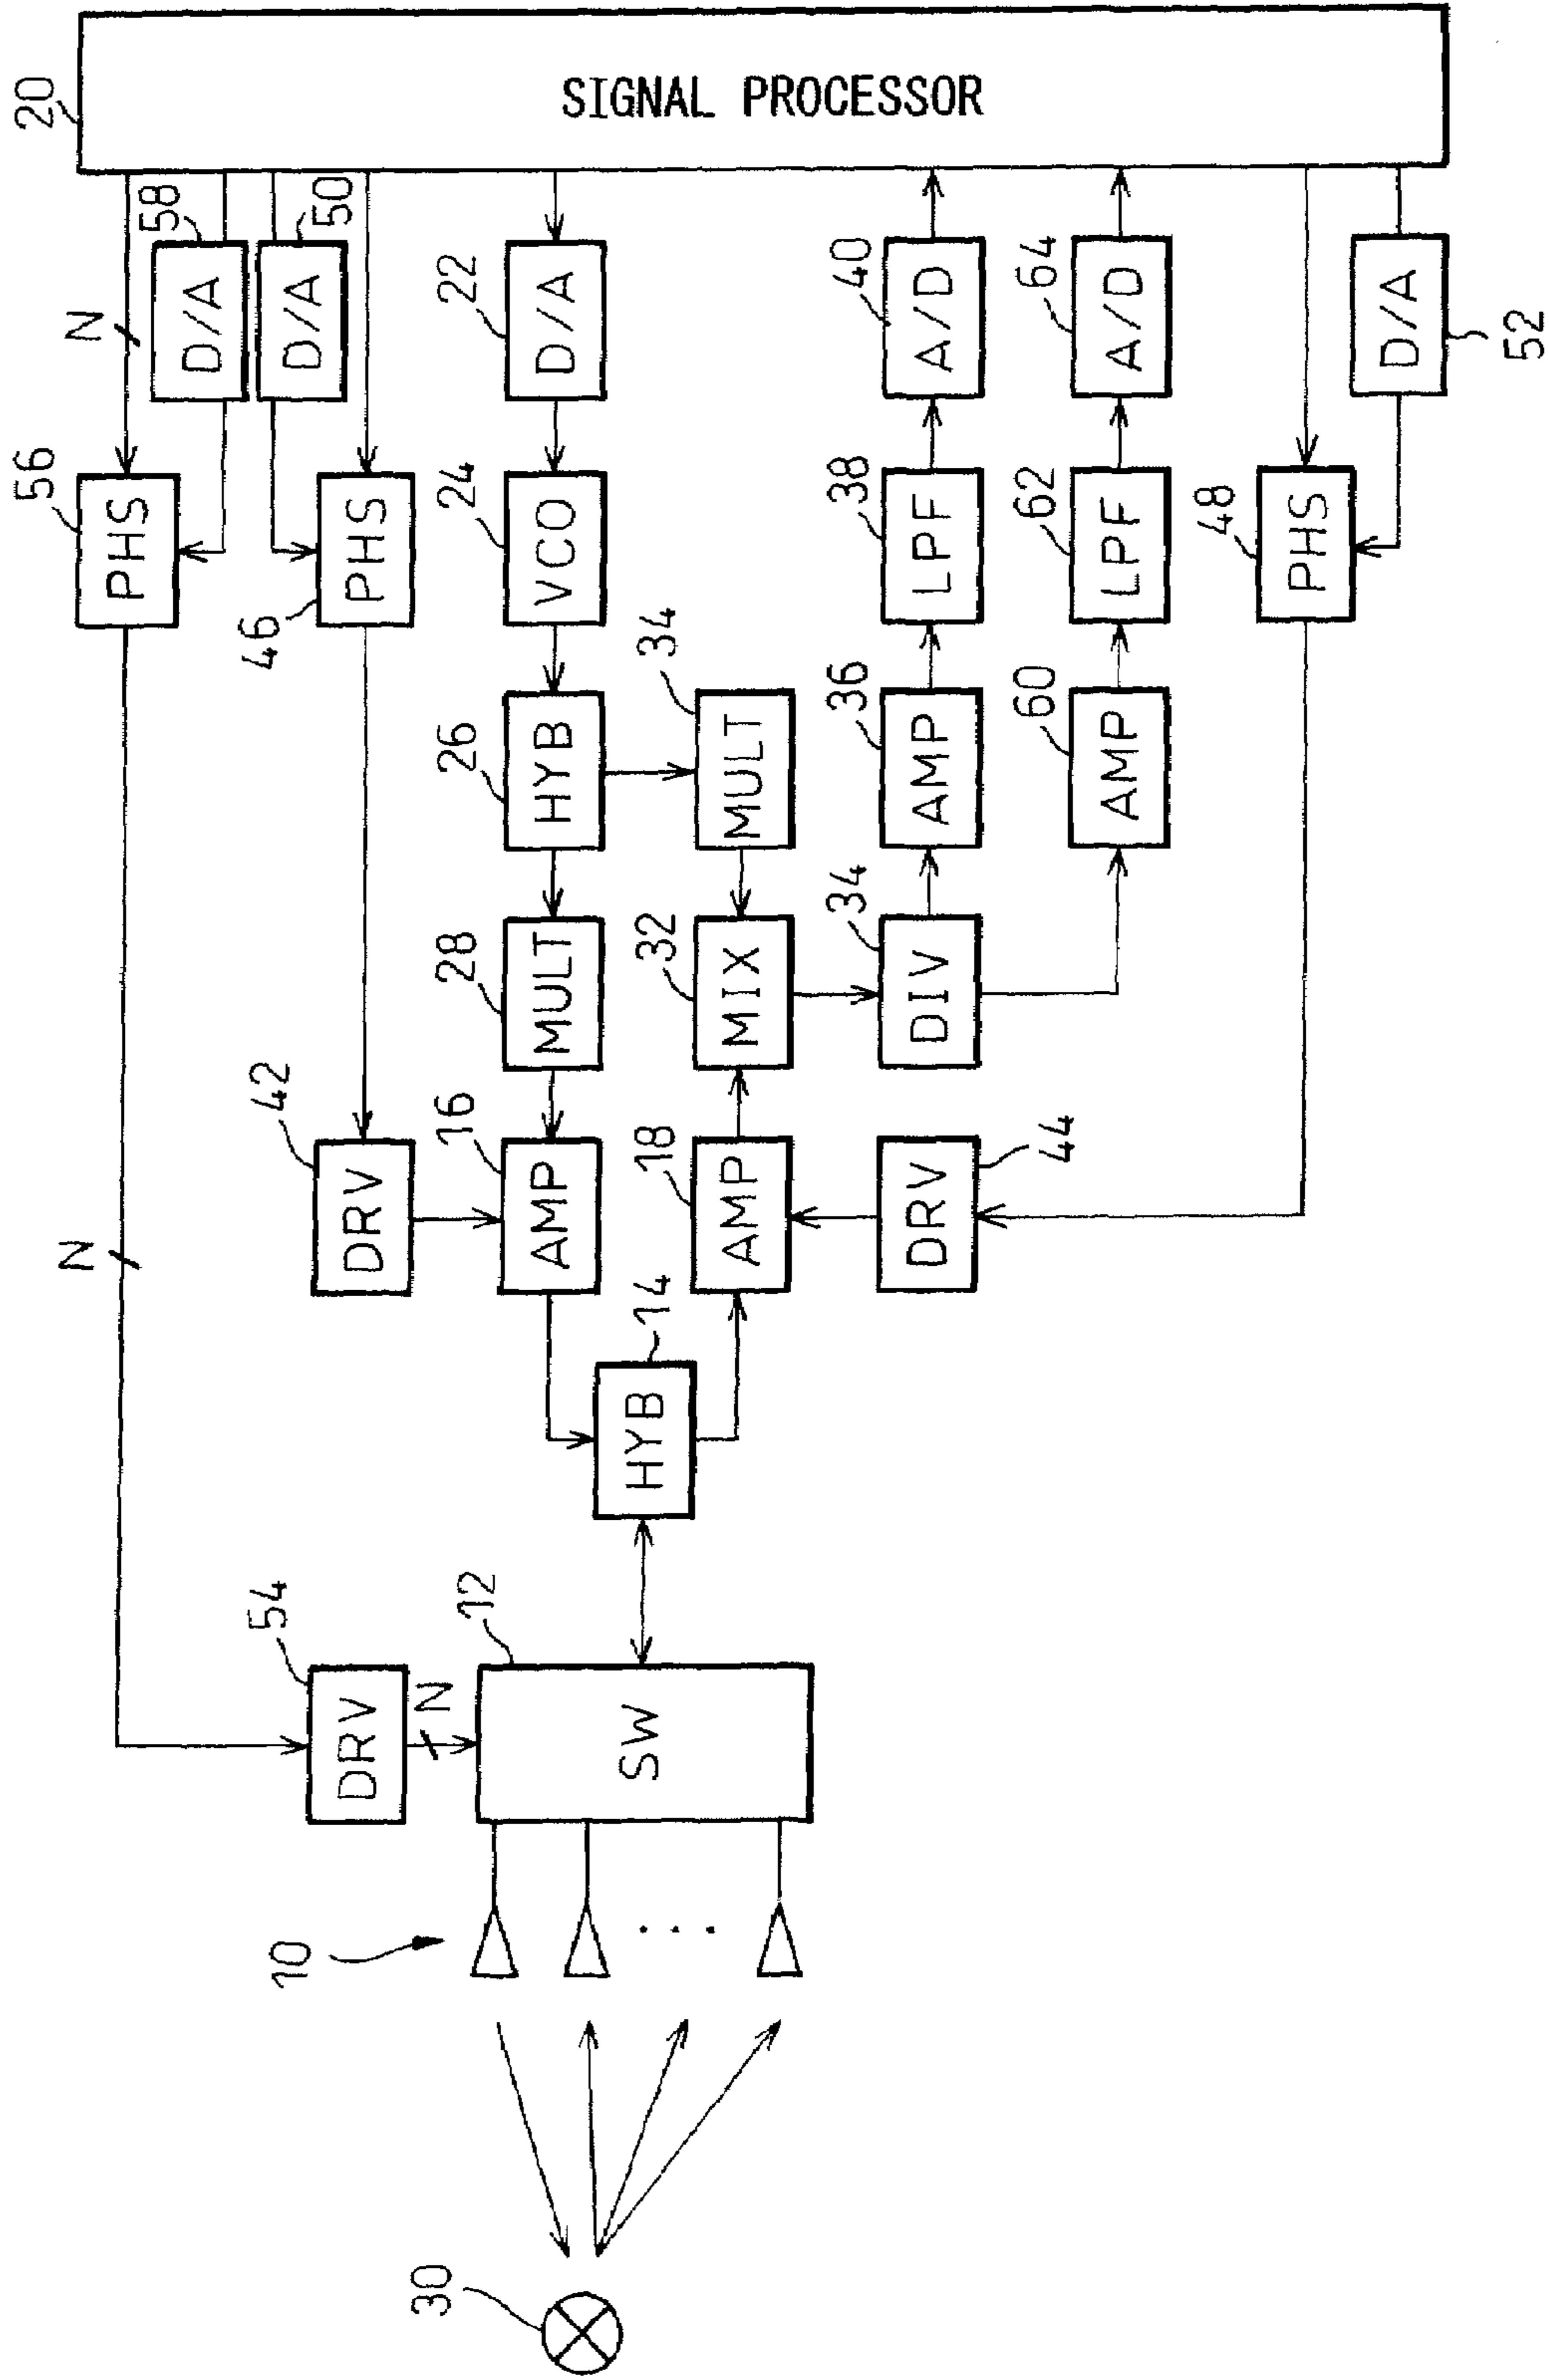 20
SIGNAL PROCESSOR
58
D/A
50
D/A
N
22
D/A
40
A/D
64
A/D
D/A
52
56
PHS
46
PHS
24
VCO
38
LPF
62
LPF
48
PHS
26
HYB
34
MULT
36
AMP
60
AMP
28
MULT
32
MIX
34
DIV
42
DRV
16
AMP
18
AMP
DRV
44
N
HYB
14
54
DRV
N
12
SW
10
. . .
30